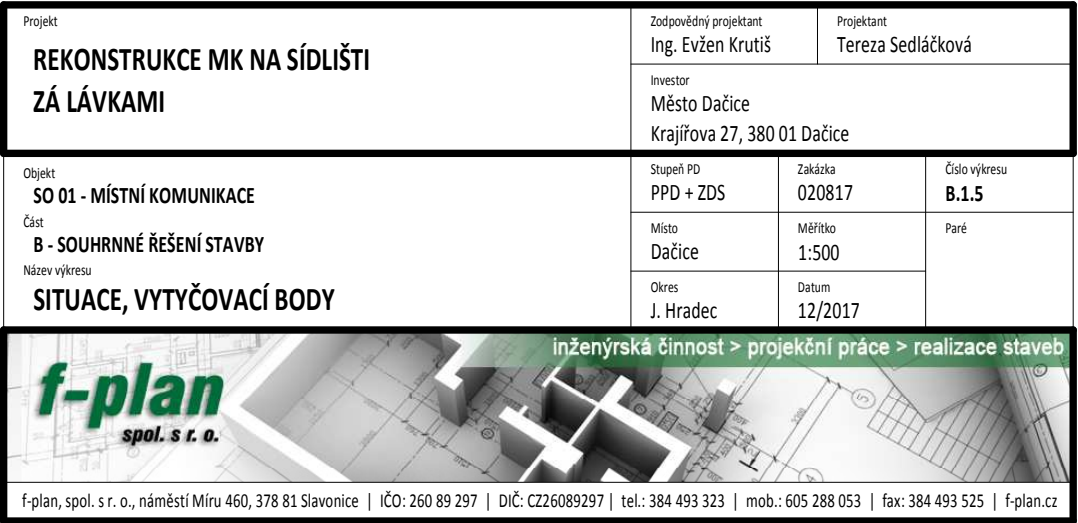 Projekt
REKONSTRUKCE MK NA SÍDLIŠTI
ZÁ LÁVKAMI
Zodpovědný projektant
Ing. Evžen Krutiš
Projektant
Tereza Sedláčková
Investor
Město Dačice
Krajířova 27, 380 01 Dačice
Objekt
SO 01 - MÍSTNÍ KOMUNIKACE
Část
B - SOUHRNNÉ ŘEŠENÍ STAVBY
Název výkresu
SITUACE, VYTYČOVACÍ BODY
Stupeň PD
PPD + ZDS
Zakázka
020817
Číslo výkresu
B.1.5
Místo
Dačice
Měřítko
1:500
Paré
Okres
J. Hradec
Datum
12/2017
inženýrská činnost > projekční práce > realizace staveb
f-plan
spol. s r. o.
f-plan, spol. s r. o., náměstí Míru 460, 378 81 Slavonice | IČO: 260 89 297 | DIČ: CZ26089297 | tel.: 384 493 323 | mob.: 605 288 053 | fax: 384 493 525 | f-plan.cz